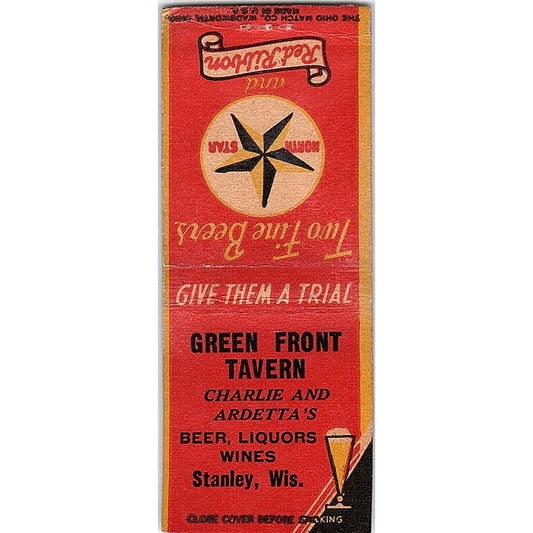 THE OHIO MATCH CO. WADSWORTH, OHIO
MADE IN U.S.A.
Red Ribbon
and
NORTH
STAR
Two Fine Beers
GIVE THEM A TRIAL
GREEN FRONT
TAVERN
CHARLIE AND
ARDETTA'S
BEER, LIQUORS
WINES
Stanley, Wis.
CLOSE COVER BEFORE SMOKING